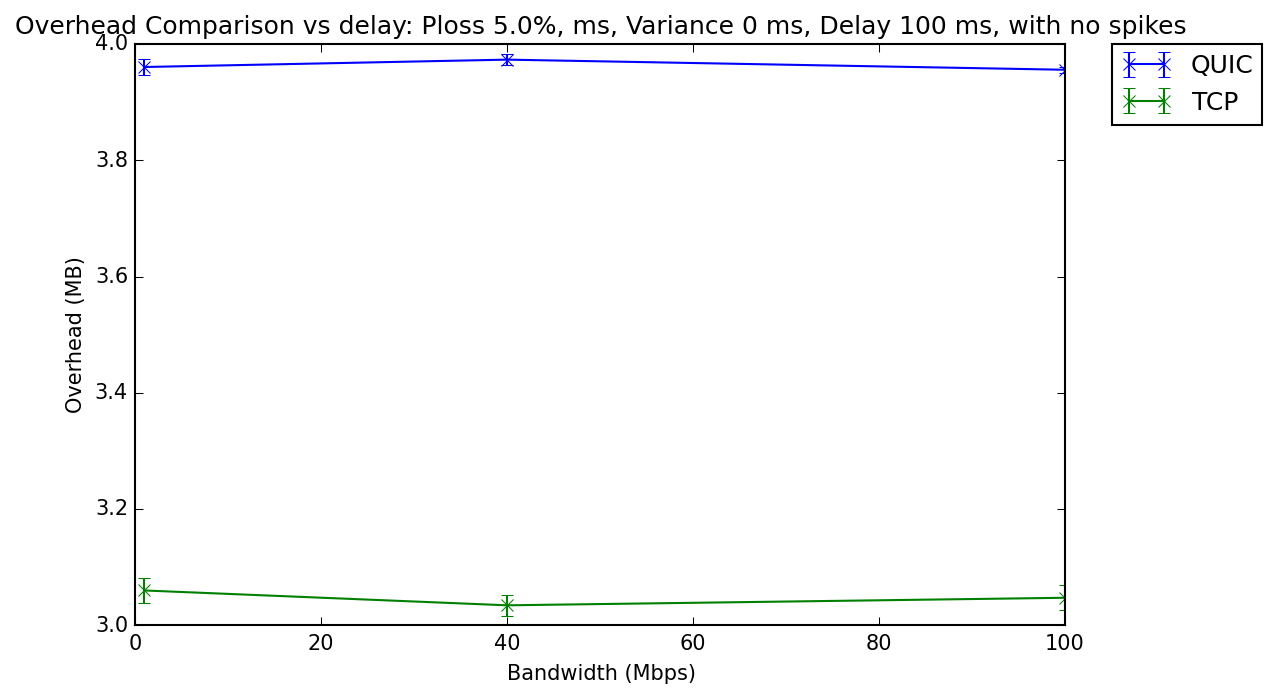 Overhead Comparison vs delay: Ploss 5.0%, ms, Variance 0 ms, Delay 100 ms, with no spikes
QUIC
TCP
4.0
3.8
3.6
3.4
3.2
3.0
Overhead (MB)
0 20 40 60 80 100
Bandwidth (Mbps)